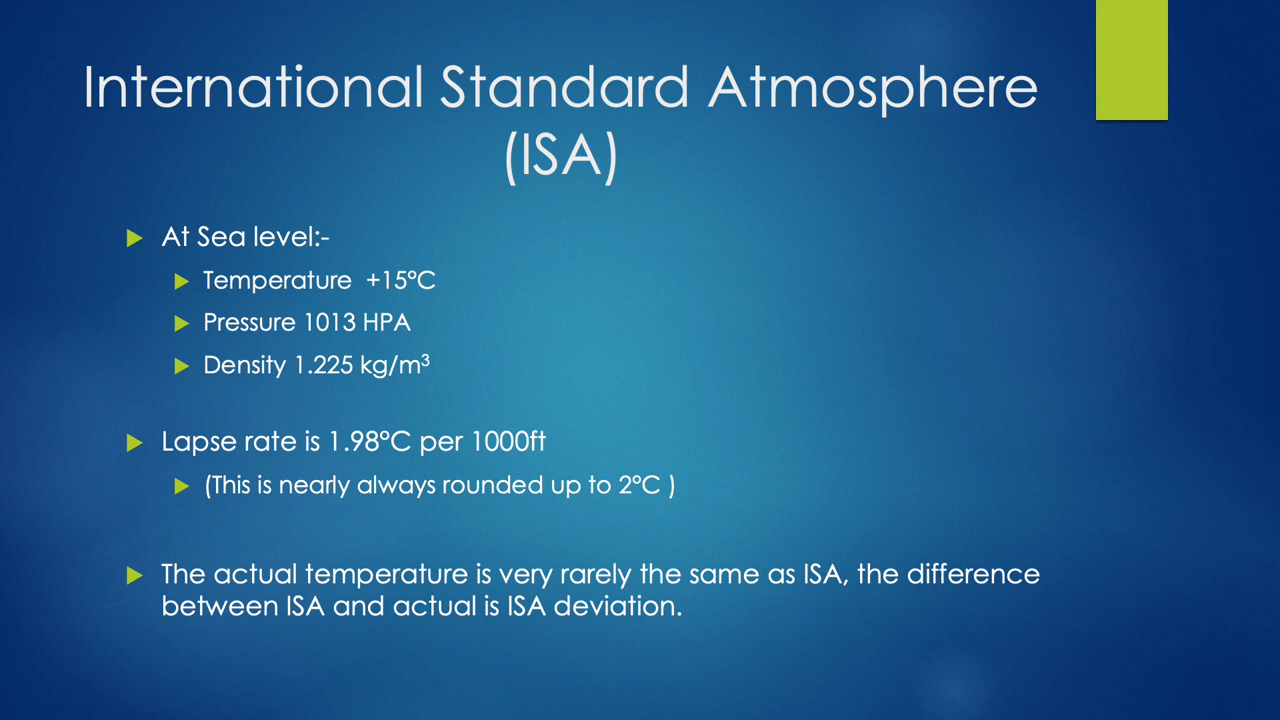 International Standard Atmosphere
(ISA)
At Sea level:-
Temperature  +15°C
Pressure 1013 HPA
Density 1.225 kg/m³
Lapse rate is 1.98°C per 1000ft
(This is nearly always rounded up to 2°C )
The actual temperature is very rarely the same as ISA, the difference
between ISA and actual is ISA deviation.